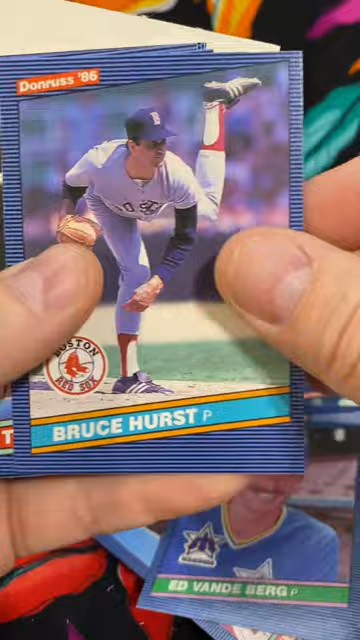 Donruss '86
B
BOSTON
RED SOX
BRUCE HURST P
T
ED VANDE BERG P